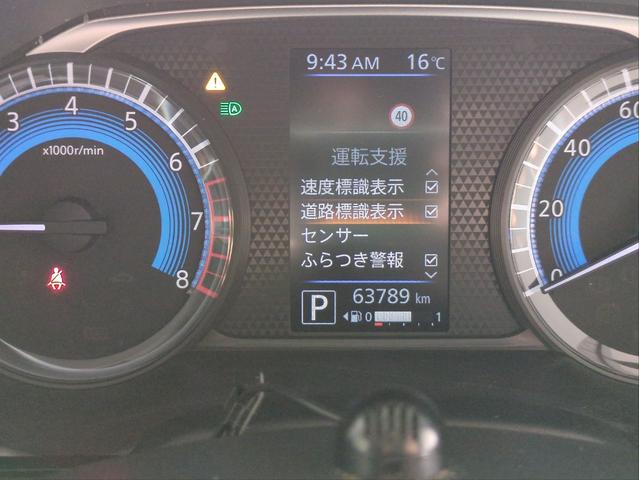 9:43 AM 16℃
40
運転支援
速度標識表示
道路標識表示
センサー
ふらつき警報
P 63789 km
0 1
3 4 5 6 7 8
x1000r/min
A
0 20 40 60